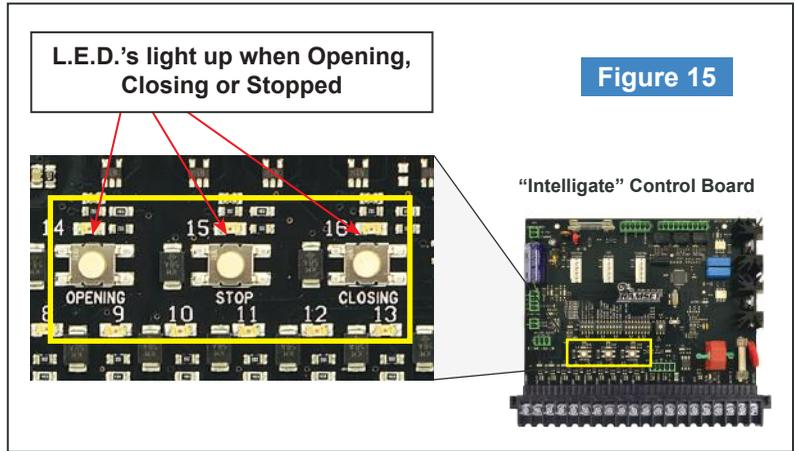 L.E.D.'s light up when Opening,
Closing or Stopped
Figure 15
"Intelligate" Control Board
14
15
16
OPENING
STOP
CLOSING
8
9
10
11
12
13